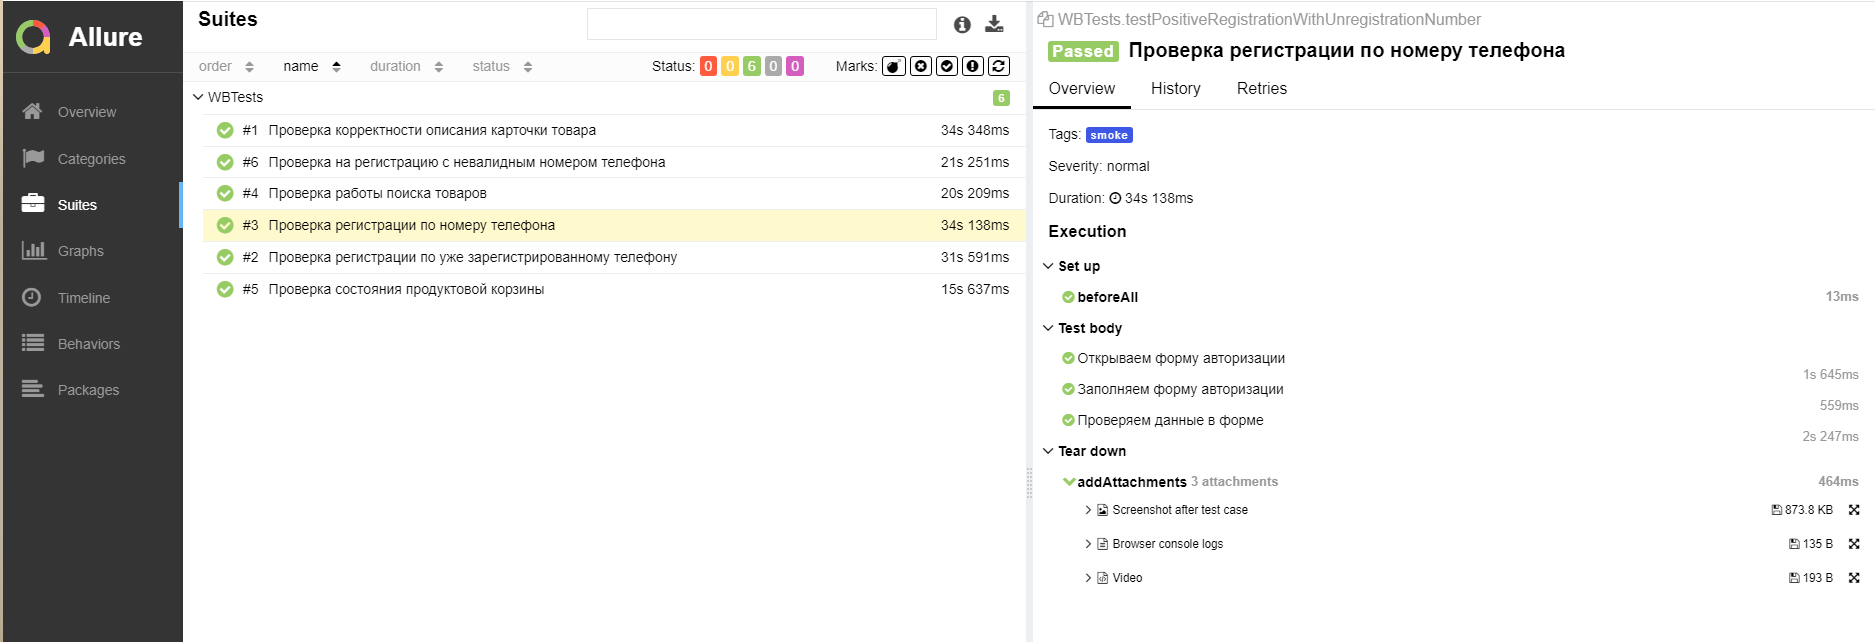 Allure
Overview
Categories
Suites
Graphs
Timeline
Behaviors
Packages
Suites
order name duration status Status: 0 0 6 0 0 Marks:
WBTests 6
#1 Проверка корректности описания карточки товара 34s 348ms
#6 Проверка на регистрацию с невалидным номером телефона 21s 251ms
#4 Проверка работы поиска товаров 20s 209ms
#3 Проверка регистрации по номеру телефона 34s 138ms
#2 Проверка регистрации по уже зарегистрированному телефону 31s 591ms
#5 Проверка состояния продуктовой корзины 15s 637ms
WBTests.testPositiveRegistrationWithUnregistrationNumber
Passed Проверка регистрации по номеру телефона
Overview History Retries
Tags: smoke
Severity: normal
Duration: 34s 138ms
Execution
Set up
beforeAll 13ms
Test body
Открываем форму авторизации
1s 645ms
Заполняем форму авторизации
559ms
Проверяем данные в форме
2s 247ms
Tear down
addAttachments 3 attachments 464ms
Screenshot after test case 873.8 KB
Browser console logs 135 B
Video 193 B